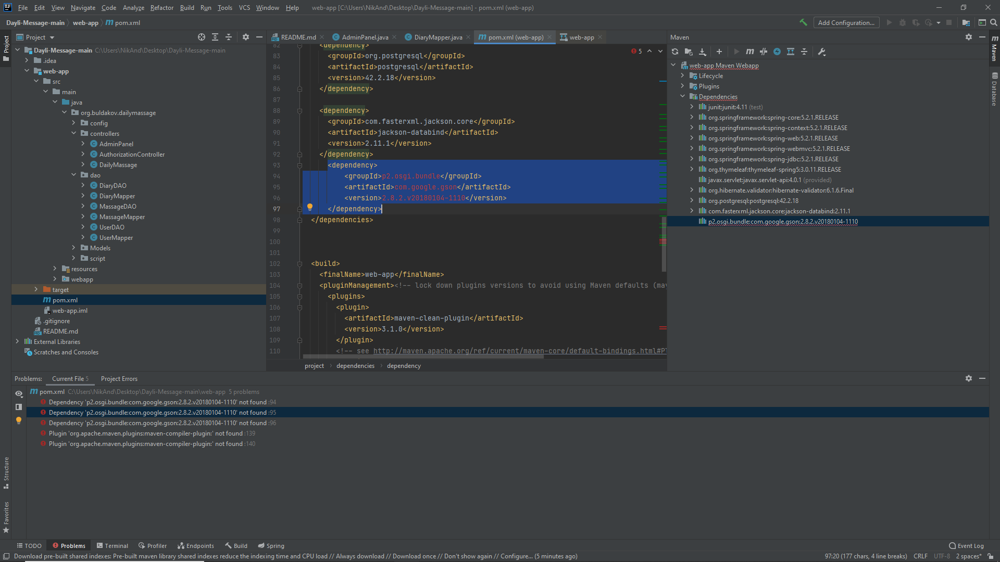 File Edit View Navigate Code Analyze Refactor Build Run Tools VCS Window Help web-app [C:\Users\NikAnd\Desktop\Dayli-Message-main] - pom.xml (web-app)
Dayli-Message-main web-app pom.xml Add Configuration...
Project
Project
README.md AdminPanel.java DiaryMapper.java pom.xml (web-app) web-app
Maven
Maven
Database
Dayli-Message-main C:\Users\NikAnd\Desktop\Dayli-Message-main
.idea
web-app
src
main
java
org.buldakov.dailymassage
config
controllers
AdminPanel
AuthorizationController
DailyMassage
dao
DiaryDAO
DiaryMapper
MassageDAO
MassageMapper
UserDAO
UserMapper
Models
script
resources
webapp
target
pom.xml
web-app.iml
.gitignore
README.md
External Libraries
Scratches and Consoles
5
82 <dependency>
83 <groupId>org.postgresql</groupId>
84 <artifactId>postgresql</artifactId>
85 <version>42.2.18</version>
86 </dependency>
87
88 <dependency>
89 <groupId>com.fasterxml.jackson.core</groupId>
90 <artifactId>jackson-databind</artifactId>
91 <version>2.11.1</version>
92 </dependency>
93 <dependency>
94 <groupId>p2.osgi.bundle</groupId>
95 <artifactId>com.google.gson</artifactId>
96 <version>2.8.2.v20180104-1110</version>
97 </dependency>
98 </dependencies>
99
100
101
102 <build>
103 <finalName>web-app</finalName>
104 <pluginManagement><!-- lock down plugins versions to avoid using Maven defaults (may
105 <plugins>
106 <plugin>
107 <artifactId>maven-clean-plugin</artifactId>
108 <version>3.1.0</version>
109 </plugin>
110 <!-- see http://maven.apache.org/ref/current/maven-core/default-bindings.html#Pl
project dependencies dependency
web-app Maven Webapp
Lifecycle
Plugins
Dependencies
junit:junit:4.11 (test)
org.springframework:spring-core:5.2.1.RELEASE
org.springframework:spring-context:5.2.1.RELEASE
org.springframework:spring-web:5.2.1.RELEASE
org.springframework:spring-webmvc:5.2.1.RELEASE
org.springframework:spring-jdbc:5.2.1.RELEASE
org.thymeleaf:thymeleaf-spring5:3.0.11.RELEASE
javax.servlet:javax.servlet-api:4.0.1 (provided)
org.hibernate.validator:hibernate-validator:6.1.6.Final
org.postgresql:postgresql:42.2.18
com.fasterxml.jackson.core:jackson-databind:2.11.1
p2.osgi.bundle:com.google.gson:2.8.2.v20180104-1110
Problems: Current File 5 Project Errors
pom.xml C:\Users\NikAnd\Desktop\Dayli-Message-main\web-app 5 problems
Dependency 'p2.osgi.bundle:com.google.gson:2.8.2.v20180104-1110' not found :94
Dependency 'p2.osgi.bundle:com.google.gson:2.8.2.v20180104-1110' not found :95
Dependency 'p2.osgi.bundle:com.google.gson:2.8.2.v20180104-1110' not found :96
Plugin 'org.apache.maven.plugins:maven-compiler-plugin:' not found :139
Plugin 'org.apache.maven.plugins:maven-compiler-plugin:' not found :140
Structure
Favorites
TODO Problems Terminal Profiler Endpoints Build Spring Event Log
Download pre-built shared indexes: Pre-built maven library shared indexes reduce the indexing time and CPU load // Always download // Download once // Don't show again // Configure... (5 minutes ago) 97:20 (177 chars, 4 line breaks) CRLF UTF-8 2 spaces*